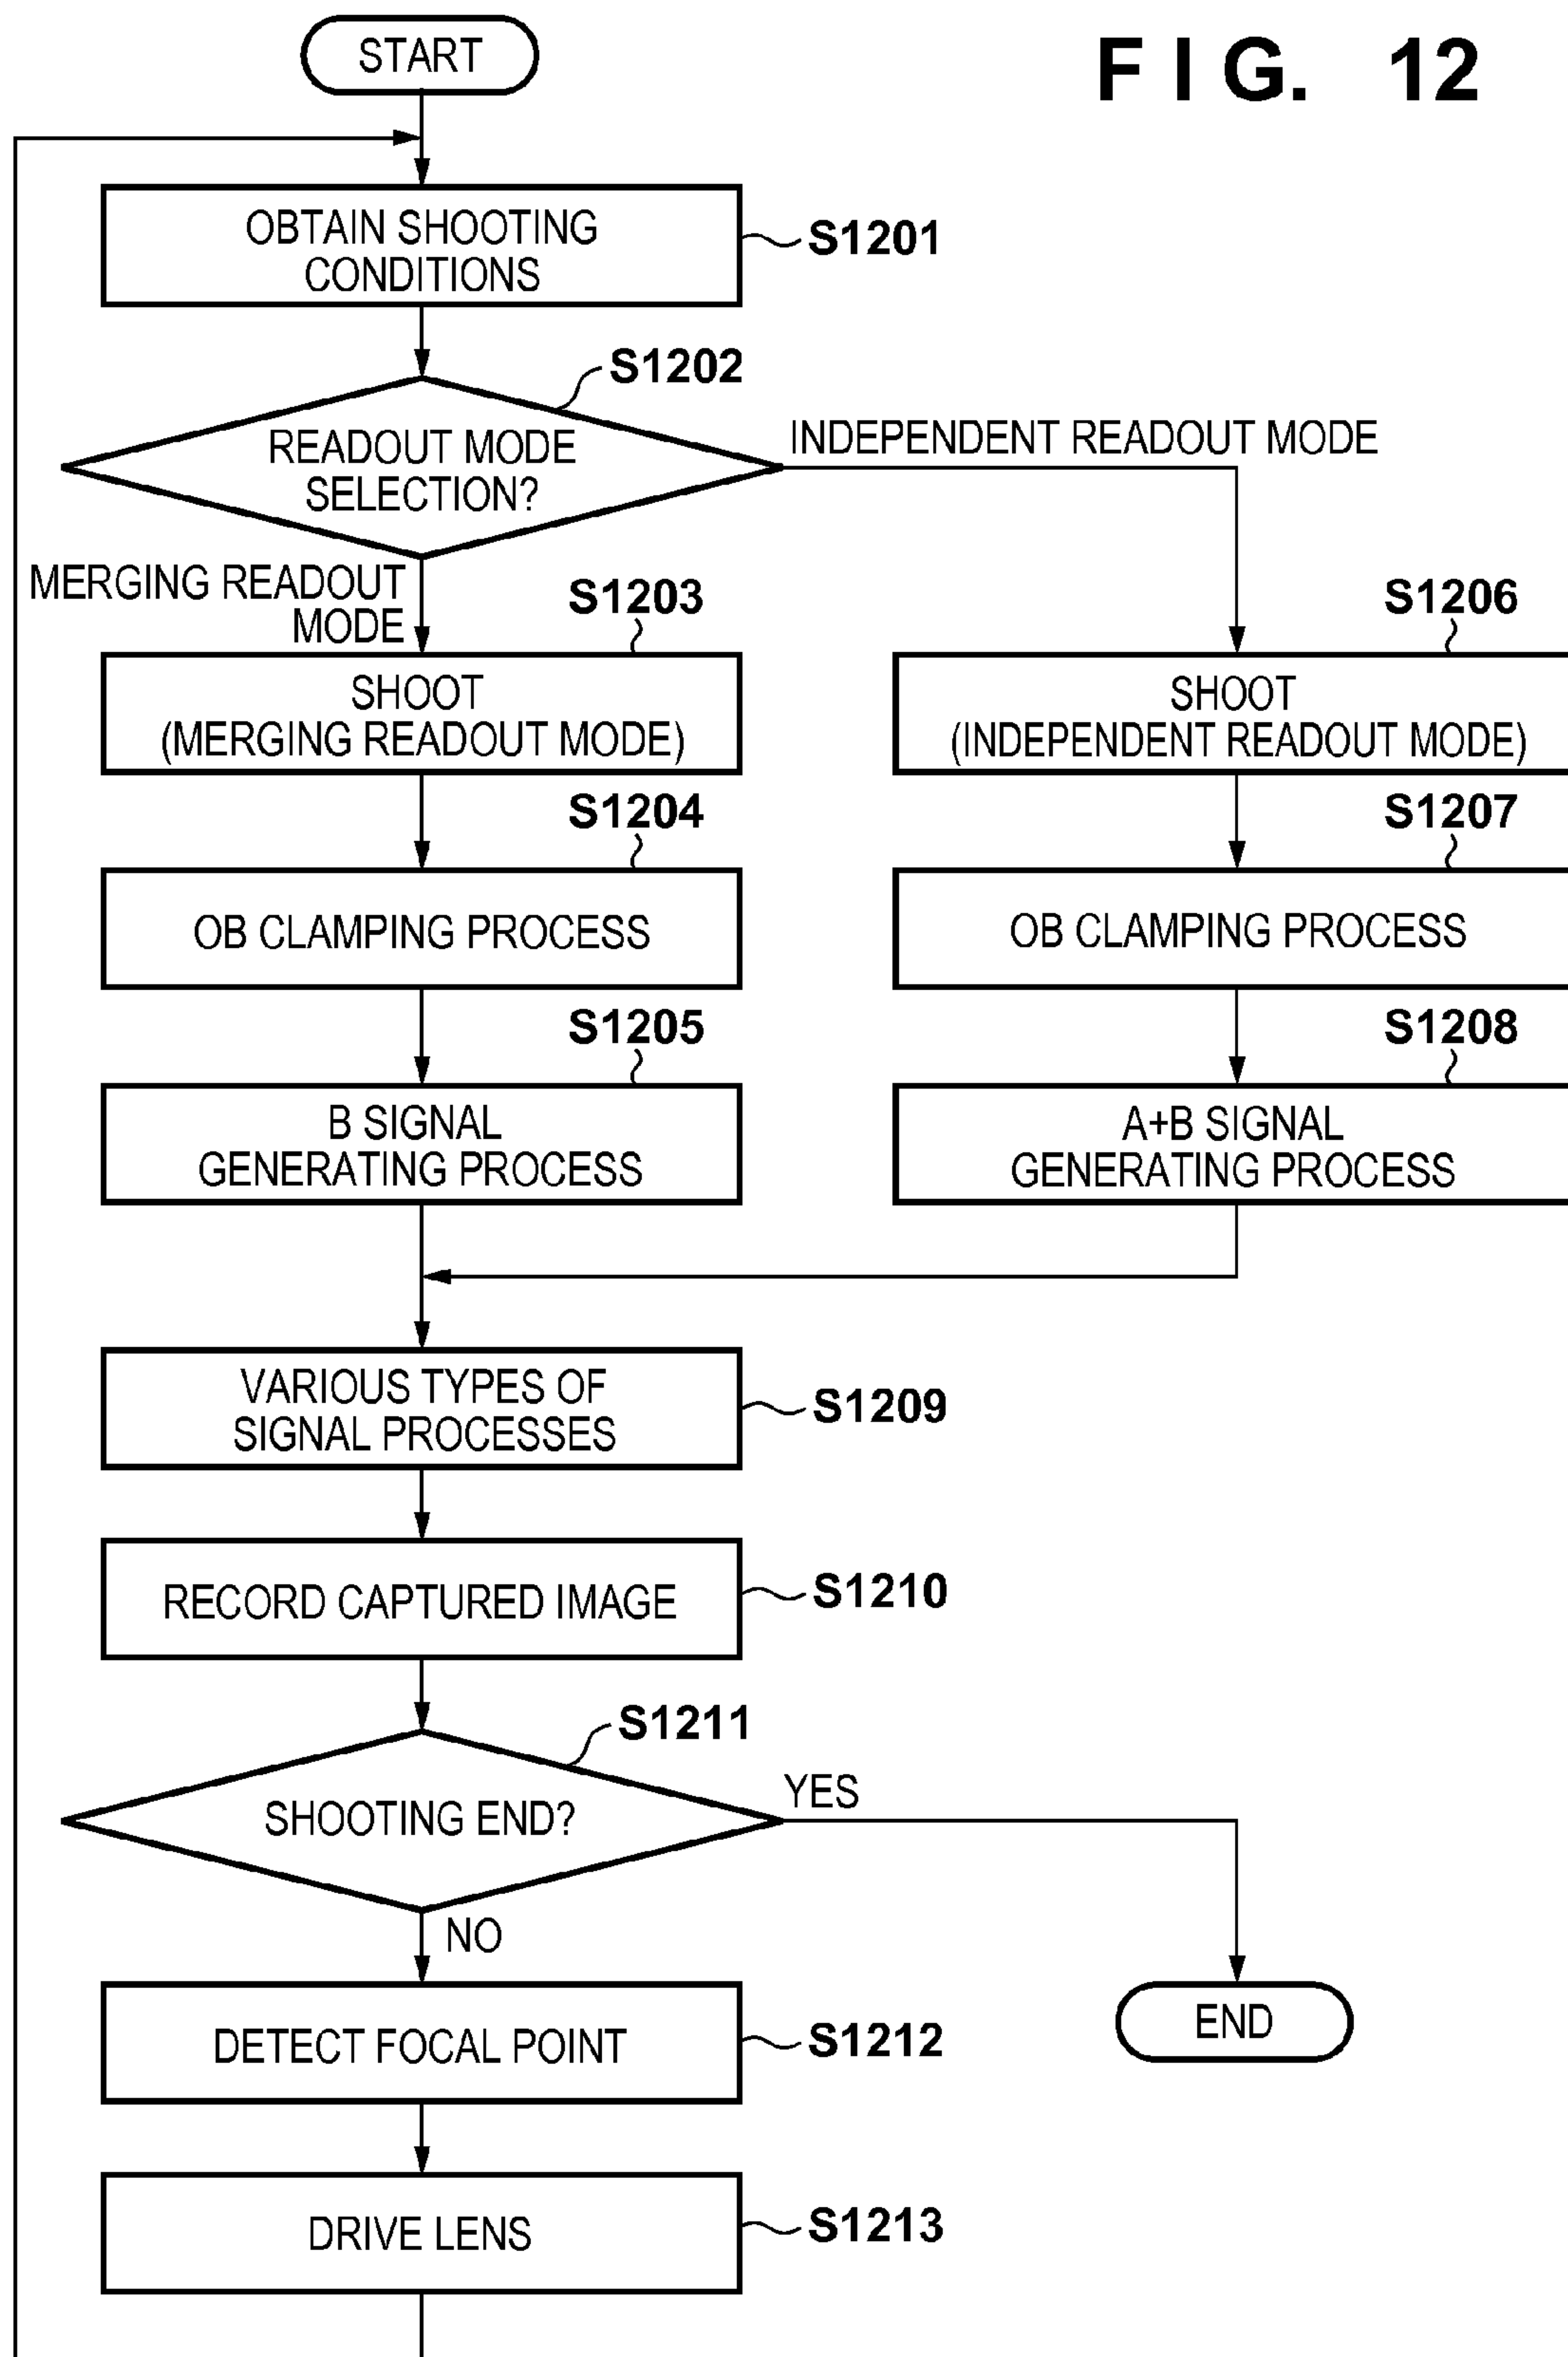 START
FIG. 12
OBTAIN SHOOTING
CONDITIONS
S1201
S1202
READOUT MODE
SELECTION?
INDEPENDENT READOUT MODE
MERGING READOUT
MODE
S1203
SHOOT
(MERGING READOUT MODE)
S1206
SHOOT
(INDEPENDENT READOUT MODE)
S1204
OB CLAMPING PROCESS
S1207
OB CLAMPING PROCESS
S1205
B SIGNAL
GENERATING PROCESS
S1208
A+B SIGNAL
GENERATING PROCESS
VARIOUS TYPES OF
SIGNAL PROCESSES
S1209
RECORD CAPTURED IMAGE
S1210
S1211
SHOOTING END?
YES
NO
DETECT FOCAL POINT
S1212
END
DRIVE LENS
S1213